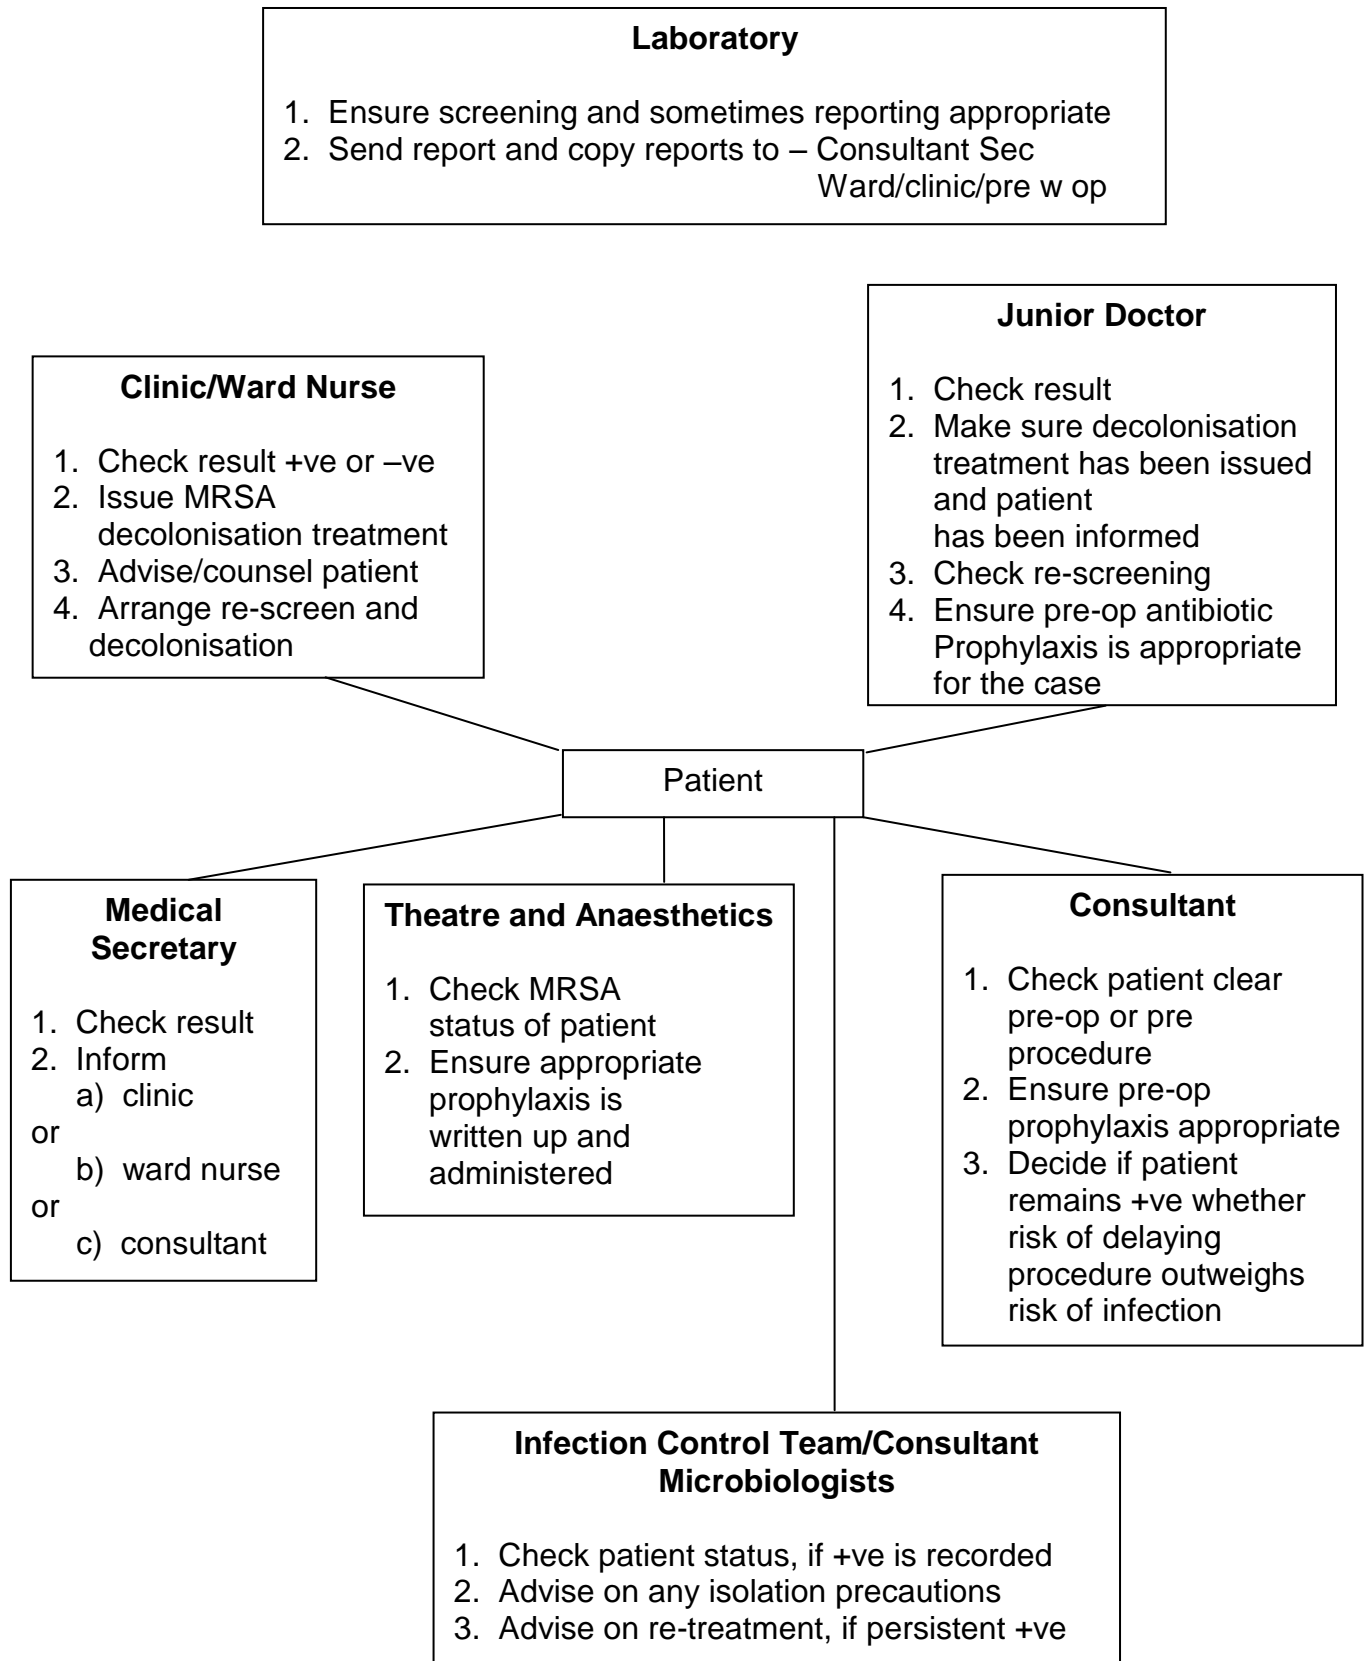 Laboratory
1. Ensure screening and sometimes reporting appropriate
2. Send report and copy reports to – Consultant Sec
Ward/clinic/pre w op
Clinic/Ward Nurse
1. Check result +ve or –ve
2. Issue MRSA
decolonisation treatment
3. Advise/counsel patient
4. Arrange re-screen and
decolonisation
Junior Doctor
1. Check result
2. Make sure decolonisation
treatment has been issued
and patient
has been informed
3. Check re-screening
4. Ensure pre-op antibiotic
Prophylaxis is appropriate
for the case
Patient
Medical
Secretary
1. Check result
2. Inform
a) clinic
or
b) ward nurse
or
c) consultant
Theatre and Anaesthetics
1. Check MRSA
status of patient
2. Ensure appropriate
prophylaxis is
written up and
administered
Consultant
1. Check patient clear
pre-op or pre
procedure
2. Ensure pre-op
prophylaxis appropriate
3. Decide if patient
remains +ve whether
risk of delaying
procedure outweighs
risk of infection
Infection Control Team/Consultant
Microbiologists
1. Check patient status, if +ve is recorded
2. Advise on any isolation precautions
3. Advise on re-treatment, if persistent +ve